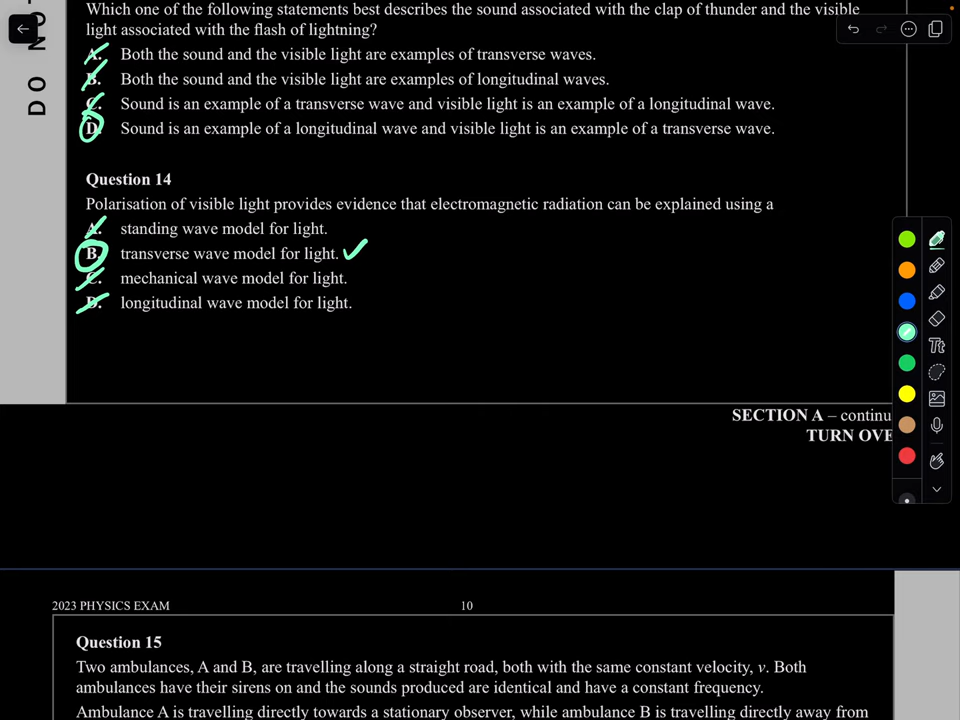 Which one of the following statements best describes the sound associated with the clap of thunder and the visible
light associated with the flash of lightning?
A. Both the sound and the visible light are examples of transverse waves.
B. Both the sound and the visible light are examples of longitudinal waves.
C. Sound is an example of a transverse wave and visible light is an example of a longitudinal wave.
D. Sound is an example of a longitudinal wave and visible light is an example of a transverse wave.
DO NO
Question 14
Polarisation of visible light provides evidence that electromagnetic radiation can be explained using a
A. standing wave model for light.
B. transverse wave model for light.
C. mechanical wave model for light.
D. longitudinal wave model for light.
Tt
SECTION A – continu
TURN OVE
2023 PHYSICS EXAM 10
Question 15
Two ambulances, A and B, are travelling along a straight road, both with the same constant velocity, v. Both
ambulances have their sirens on and the sounds produced are identical and have a constant frequency.
Ambulance A is travelling directly towards a stationary observer, while ambulance B is travelling directly away from